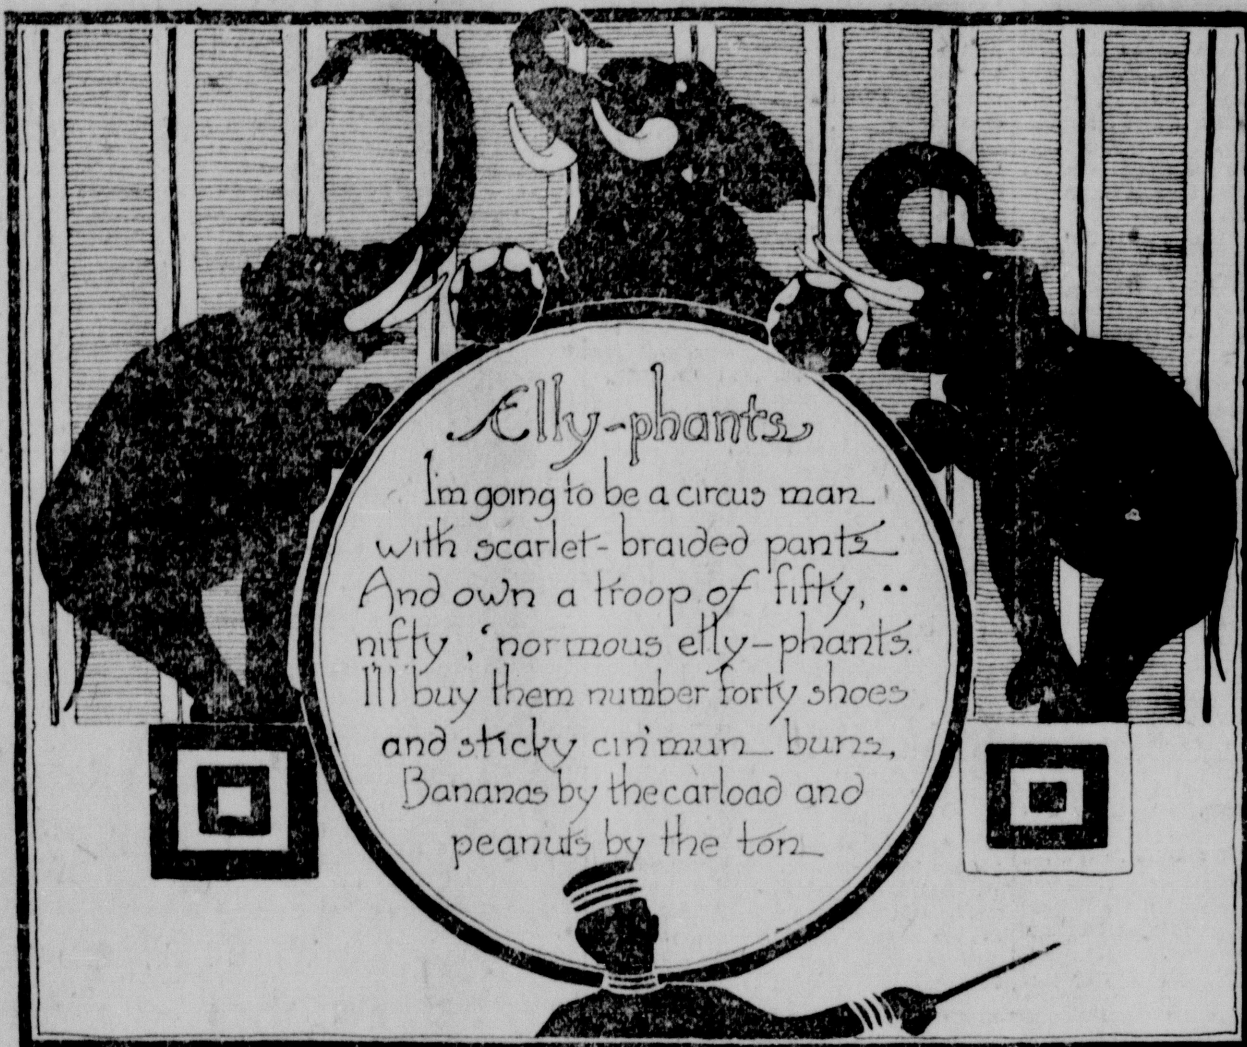 Elly-phants
I'm going to be a circus man
with scarlet-braided pants
And own a troop of fifty, ..
nifty, 'normous elly-phants.
I'll buy them number forty shoes
and sticky cin'mun buns,
Bananas by the carload and
peanuts by the ton